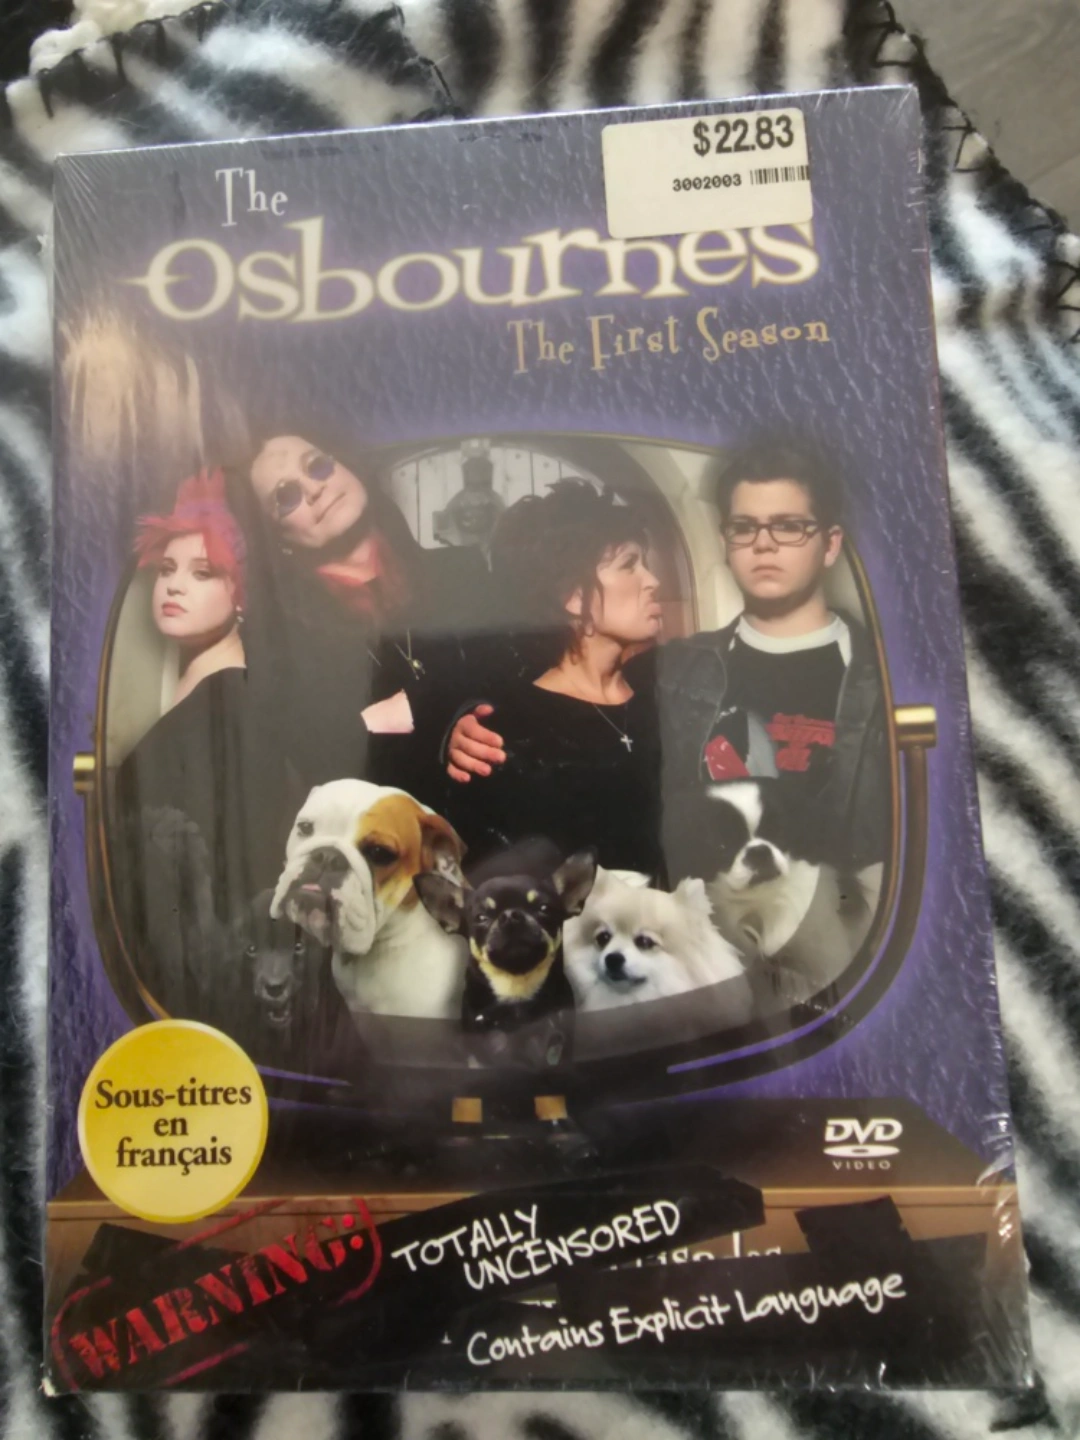 $22.83
3002003
The
Osbournes
The First Season
Sous-titres
en
français
DVD
VIDEO
WARNING:
TOTALLY
UNCENSORED
Contains Explicit Language